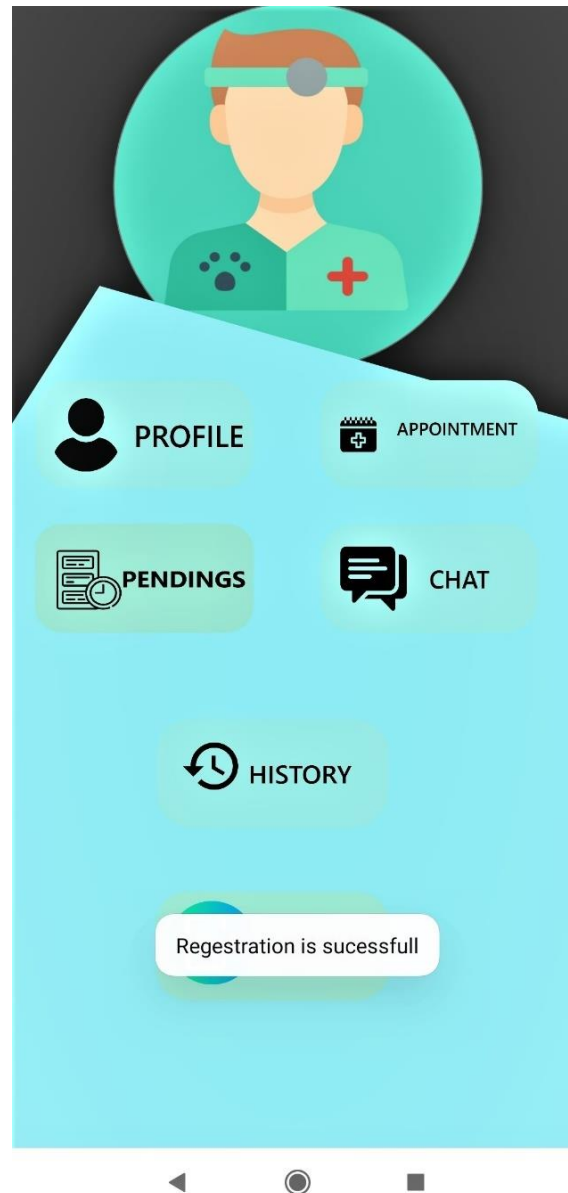 PROFILE
APPOINTMENT
PENDINGS
CHAT
HISTORY
Regestration is sucessfull